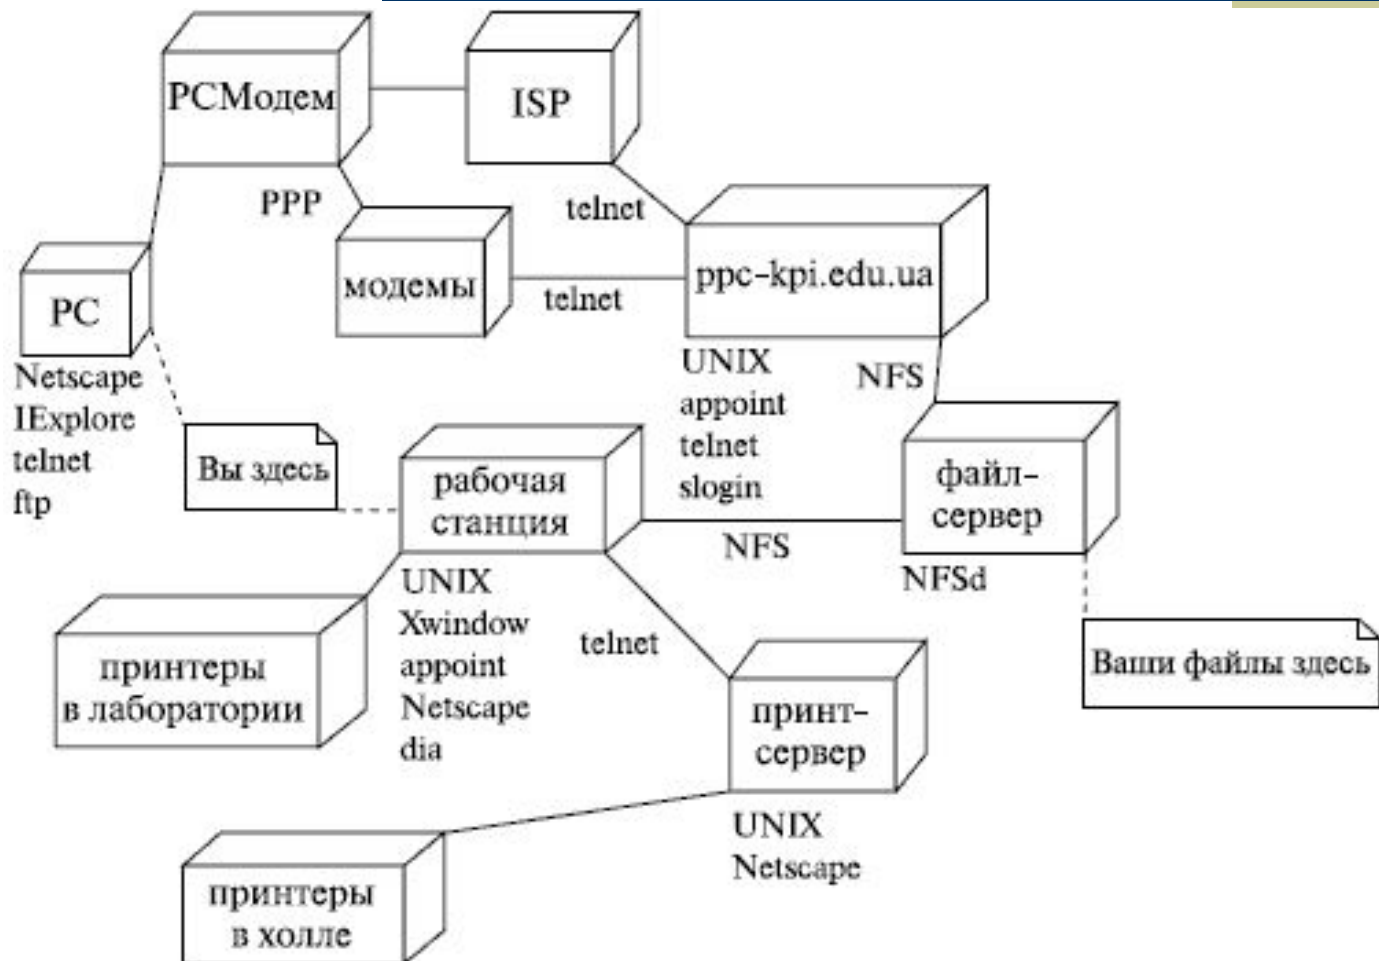 РСМодем
ISP
PPP
telnet
PC
модемы
telnet
ppc-kpi.edu.ua
Netscape
IExplore
telnet
ftp
UNIX
appoint
telnet
slogin
NFS
Вы здесь
рабочая
станция
NFS
файл-
сервер
NFSd
UNIX
Xwindow
appoint
Netscape
dia
telnet
принтеры
в лаборатории
Ваши файлы здесь
принт-
сервер
UNIX
Netscape
принтеры
в холле